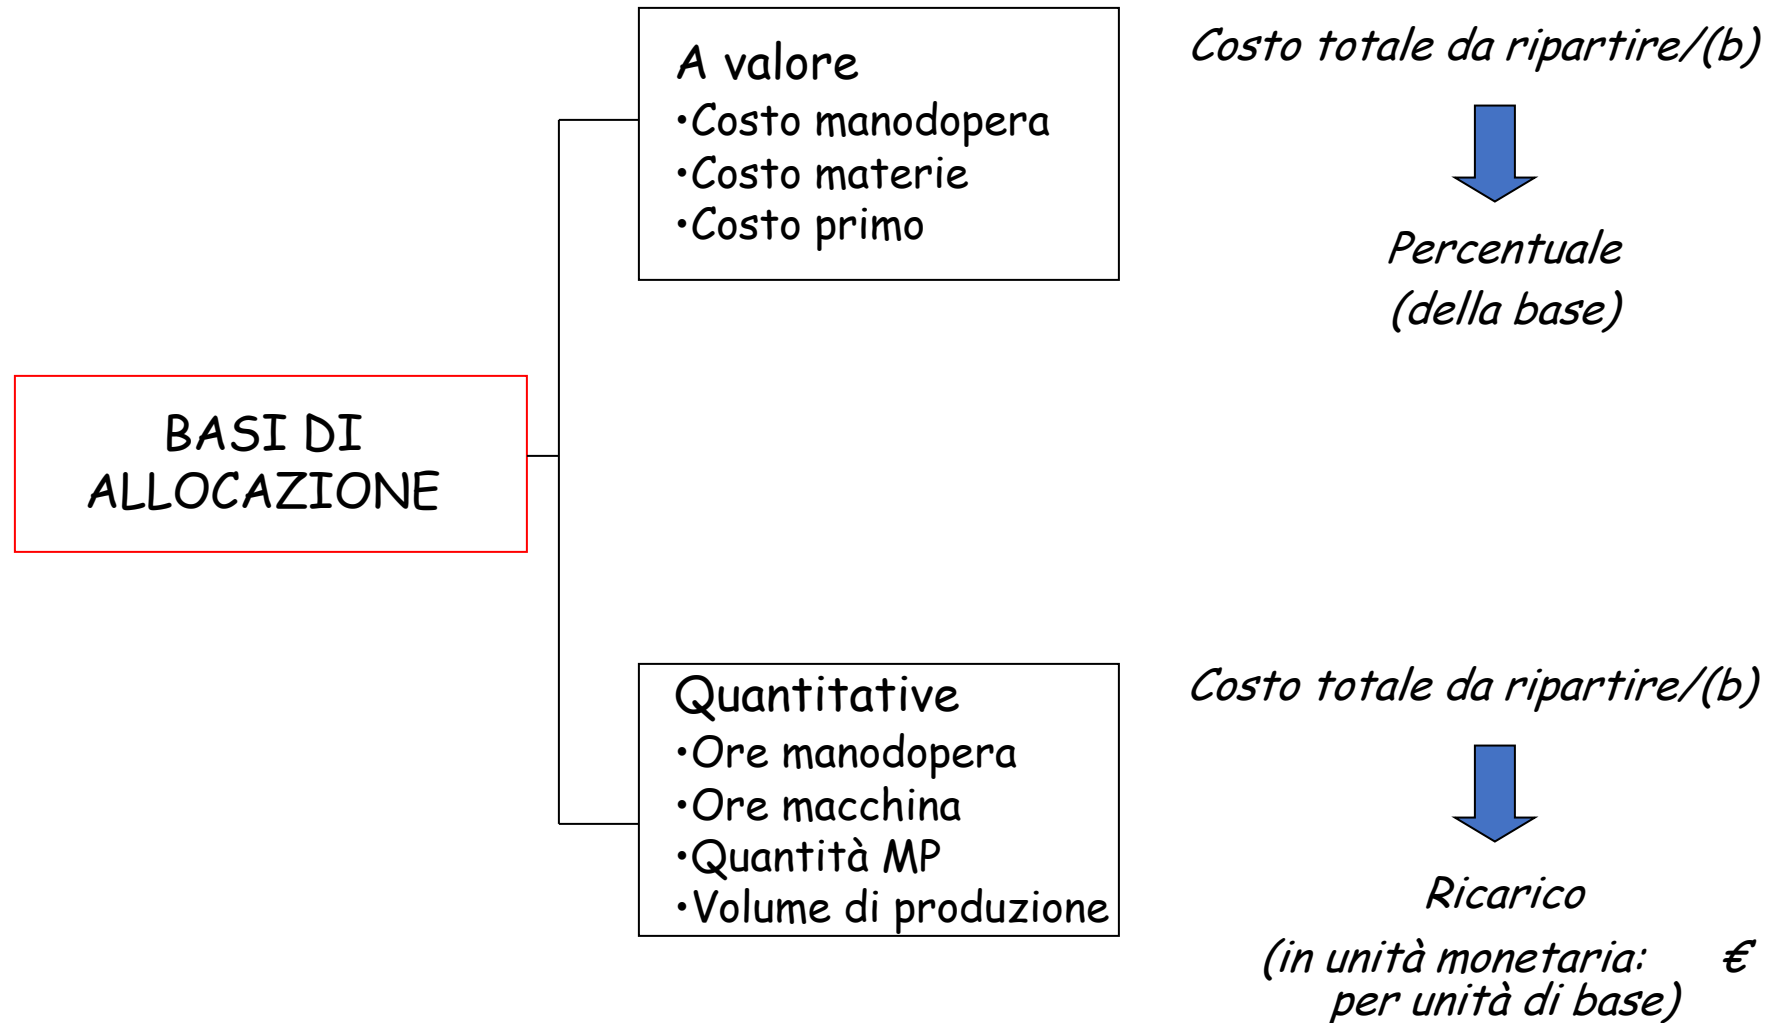 A valore
•Costo manodopera
•Costo materie
•Costo primo
Costo totale da ripartire/(b)
Percentuale
(della base)
BASI DI
ALLOCAZIONE
Quantitative
•Ore manodopera
•Ore macchina
•Quantità MP
•Volume di produzione
Costo totale da ripartire/(b)
Ricarico
(in unità monetaria: €
per unità di base)